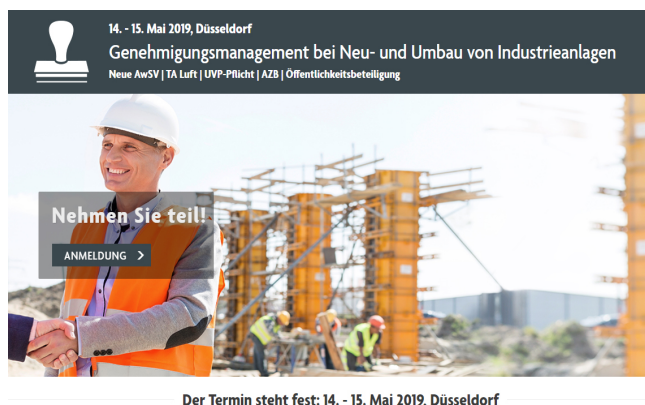 14. - 15. Mai 2019, Düsseldorf
Genehmigungsmanagement bei Neu- und Umbau von Industrieanlagen
Neue AwSV | TA Luft | UVP-Pflicht | AZB | Öffentlichkeitsbeteiligung
Nehmen Sie teil!
ANMELDUNG >
Der Termin steht fest: 14. - 15. Mai 2019, Düsseldorf